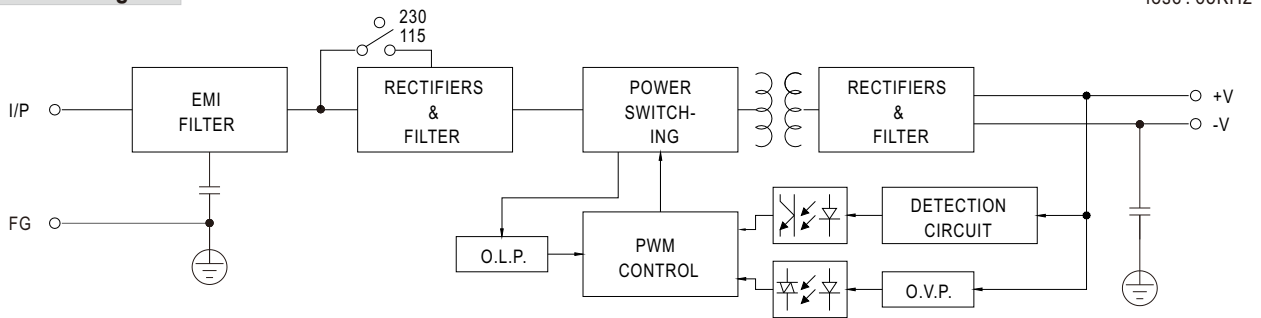 230
115
I/P
EMI
FILTER
RECTIFIERS
&
FILTER
POWER
SWITCH-
ING
RECTIFIERS
&
FILTER
+V
-V
FG
O.L.P.
PWM
CONTROL
DETECTION
CIRCUIT
O.V.P.